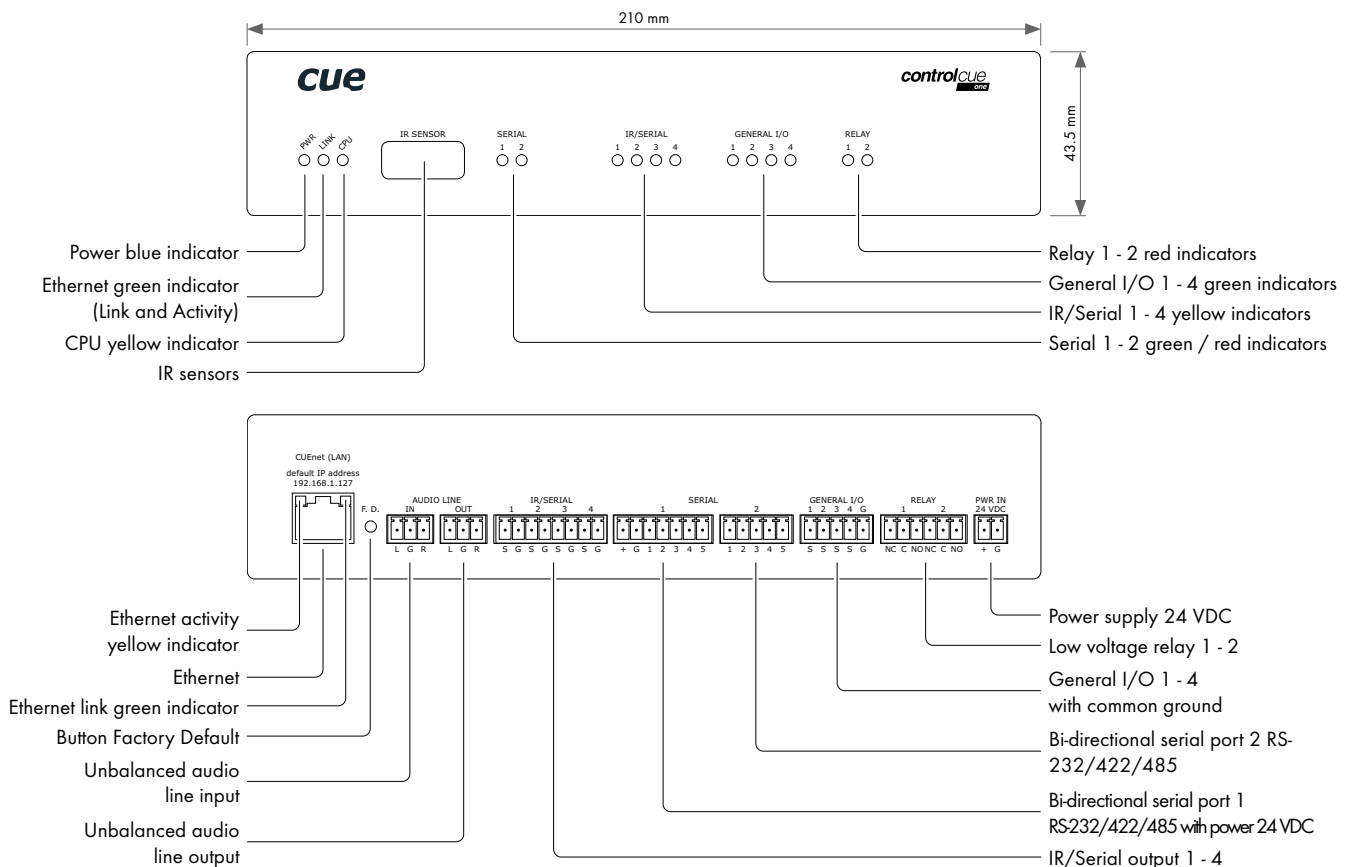 210 mm
cue
controlcue
one
43.5 mm
PWR LINK CPU
IR SENSOR
SERIAL
1 2
IR/SERIAL
1 2 3 4
GENERAL I/O
1 2 3 4
RELAY
1 2
Power blue indicator
Ethernet green indicator
(Link and Activity)
CPU yellow indicator
IR sensors
Relay 1 - 2 red indicators
General I/O 1 - 4 green indicators
IR/Serial 1 - 4 yellow indicators
Serial 1 - 2 green / red indicators
CUEnet (LAN)
default IP address
192.168.1.127
F. D.
AUDIO LINE
IN OUT
L G R L G R
IR/SERIAL
1 2 3 4
S G S G S G S G
SERIAL
1 2
+ G 1 2 3 4 5 1 2 3 4 5
GENERAL I/O
1 2 3 4 G
S S S S G
RELAY
1 2
NC C NO NC C NO
PWR IN
24 VDC
+ G
Ethernet activity
yellow indicator
Ethernet
Ethernet link green indicator
Button Factory Default
Unbalanced audio
line input
Unbalanced audio
line output
Power supply 24 VDC
Low voltage relay 1 - 2
General I/O 1 - 4
with common ground
Bi-directional serial port 2 RS-
232/422/485
Bi-directional serial port 1
RS-232/422/485 with power 24 VDC
IR/Serial output 1 - 4